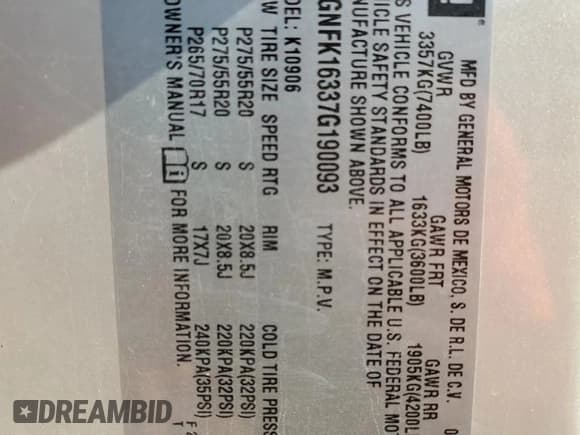 MFD BY GENERAL MOTORS DE MEXICO, S. DE R.L. DE C.V.
GVWR GAWR FRT GAWR RR
3357KG(7400LB) 1633KG(3600LB) 1905KG(4200L
S VEHICLE CONFORMS TO ALL APPLICABLE U.S. FEDERAL MOT
ICLE SAFETY STANDARDS IN EFFECT ON THE DATE OF
NUFACTURE SHOWN ABOVE.
GNFK16337G190093 TYPE: M.P.V.
DEL: K10906
W TIRE SIZE SPEED RTG RIM COLD TIRE PRESS
P275/55R20 S 20X8.5J 220KPA(32PSI)
P275/55R20 S 20X8.5J 220KPA(32PSI)
P265/70R17 S 17X7J 240KPA(35PSI)
OWNER'S MANUAL i FOR MORE INFORMATION.
DREAMBID